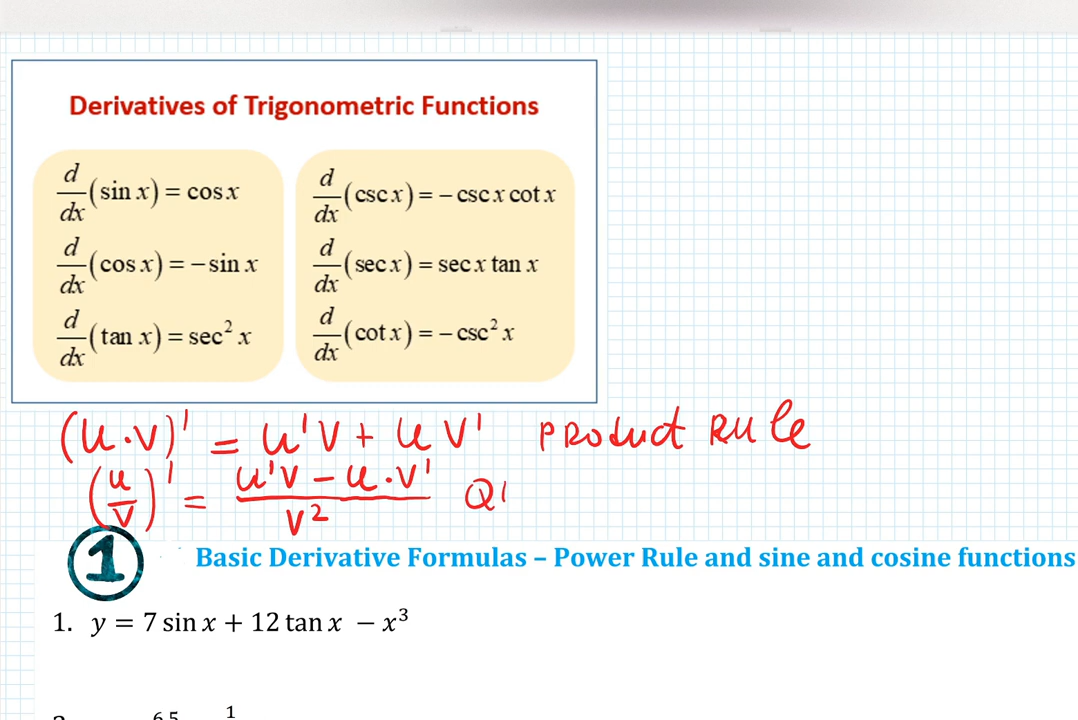 Derivatives of Trigonometric Functions
d/dx (sin x) = cos x
d/dx (cos x) = − sin x
d/dx (tan x) = sec² x
d/dx (csc x) = − csc x cot x
d/dx (sec x) = sec x tan x
d/dx (cot x) = − csc² x
(u·v)' = u'v + u v' PRODuct RULe
(u/v)' = (u'v − u·v')/v²
1 Basic Derivative Formulas – Power Rule and sine and cosine functions
1. y = 7 sin x + 12 tan x − x³